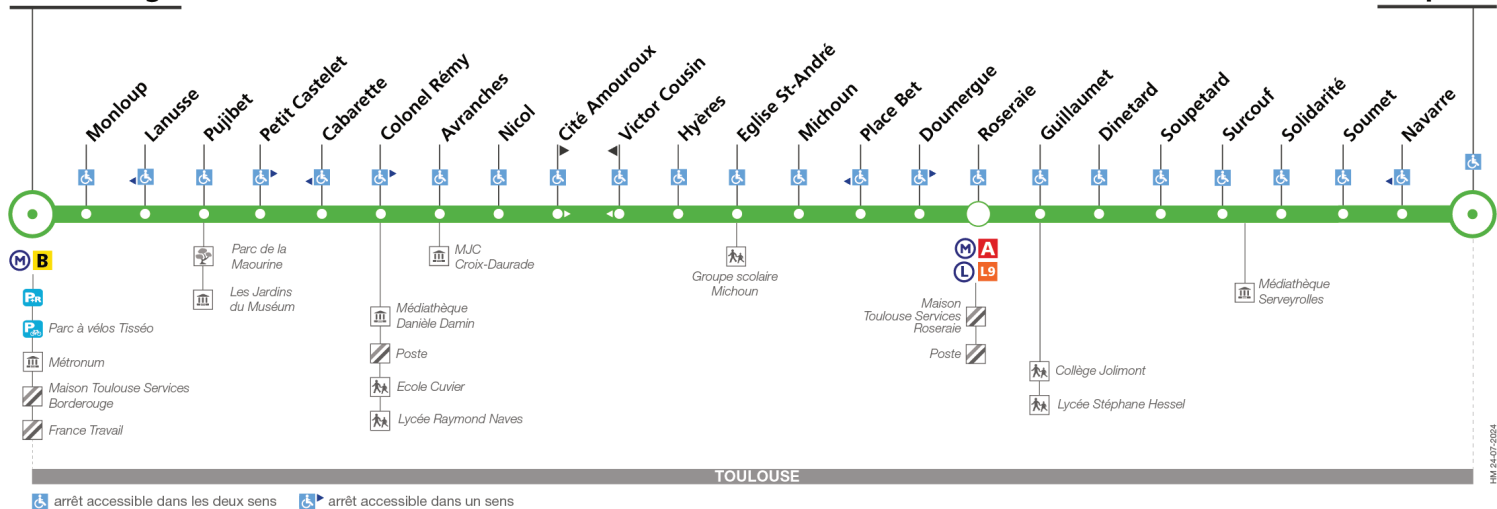 Monloup
Lanusse
Pujibet
Petit Castelet
Cabarette
Colonel Rémy
Avranches
Nicol
Cité Amouroux
Victor Cousin
Hyères
Eglise St-André
Michoun
Place Bet
Doumergue
Roseraie
Guillaumet
Dinetard
Soupetard
Surcouf
Solidarité
Soumet
Navarre
M B
P+R
P Parc à vélos Tisséo
Métronum
Maison Toulouse Services
Borderouge
France Travail
Parc de la
Maourine
Les Jardins
du Muséum
Médiathèque
Danièle Damin
Poste
Ecole Cuvier
Lycée Raymond Naves
MJC
Croix-Daurade
Groupe scolaire
Michoun
M A
L L9
Maison
Toulouse Services
Roseraie
Poste
Collège Jolimont
Lycée Stéphane Hessel
Médiathèque
Serveyrolles
TOULOUSE
arrêt accessible dans les deux sens
arrêt accessible dans un sens
HM 24-07-2024